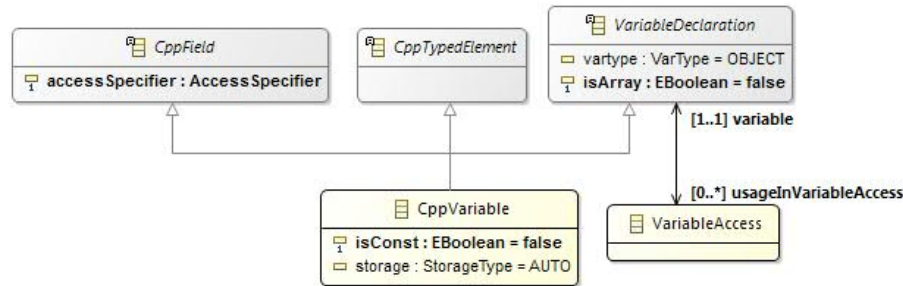 CppField
accessSpecifier : AccessSpecifier
CppTypedElement
VariableDeclaration
vartype : VarType = OBJECT
isArray : EBoolean = false
[1..1] variable
[0..*] usageInVariableAccess
CppVariable
isConst : EBoolean = false
storage : StorageType = AUTO
VariableAccess